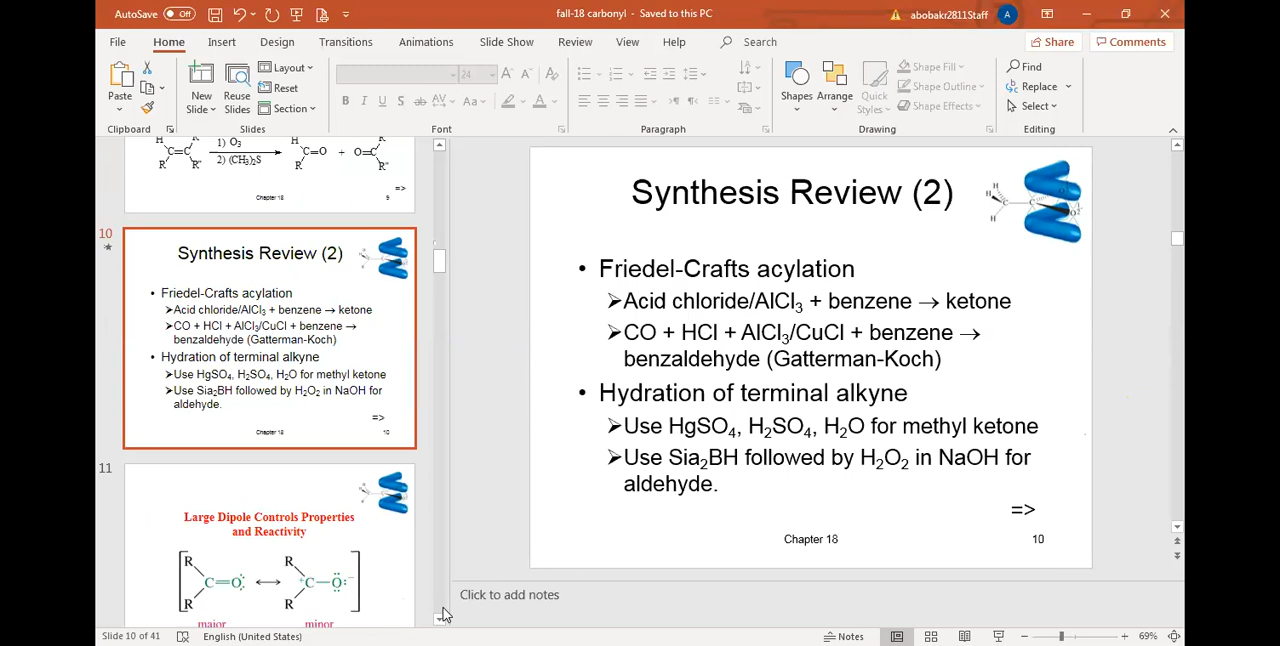 AutoSave Off
fall-18 carbonyl - Saved to this PC
abobakr2811Staff A
File Home Insert Design Transitions Animations Slide Show Review View Help Search
Share Comments
Paste
Clipboard
New Slide
Reuse Slides
Layout
Reset
Section
Slides
24
Font
Paragraph
Shapes
Arrange
Quick Styles
Shape Fill
Shape Outline
Shape Effects
Drawing
Find
Replace
Select
Editing
1) O3
2) (CH3)2S
=>
Chapter 18
9
10
Synthesis Review (2)
• Friedel-Crafts acylation
➢Acid chloride/AlCl3 + benzene → ketone
➢CO + HCl + AlCl3/CuCl + benzene →
benzaldehyde (Gatterman-Koch)
• Hydration of terminal alkyne
➢Use HgSO4, H2SO4, H2O for methyl ketone
➢Use Sia2BH followed by H2O2 in NaOH for
aldehyde.
=>
Chapter 18
10
11
Large Dipole Controls Properties
and Reactivity
R R
C=O ↔ +C—O:-
R R
major minor
Synthesis Review (2)
• Friedel-Crafts acylation
➢Acid chloride/AlCl3 + benzene → ketone
➢CO + HCl + AlCl3/CuCl + benzene →
benzaldehyde (Gatterman-Koch)
• Hydration of terminal alkyne
➢Use HgSO4, H2SO4, H2O for methyl ketone
➢Use Sia2BH followed by H2O2 in NaOH for
aldehyde.
=>
Chapter 18
10
Click to add notes
Slide 10 of 41
English (United States)
Notes
69%